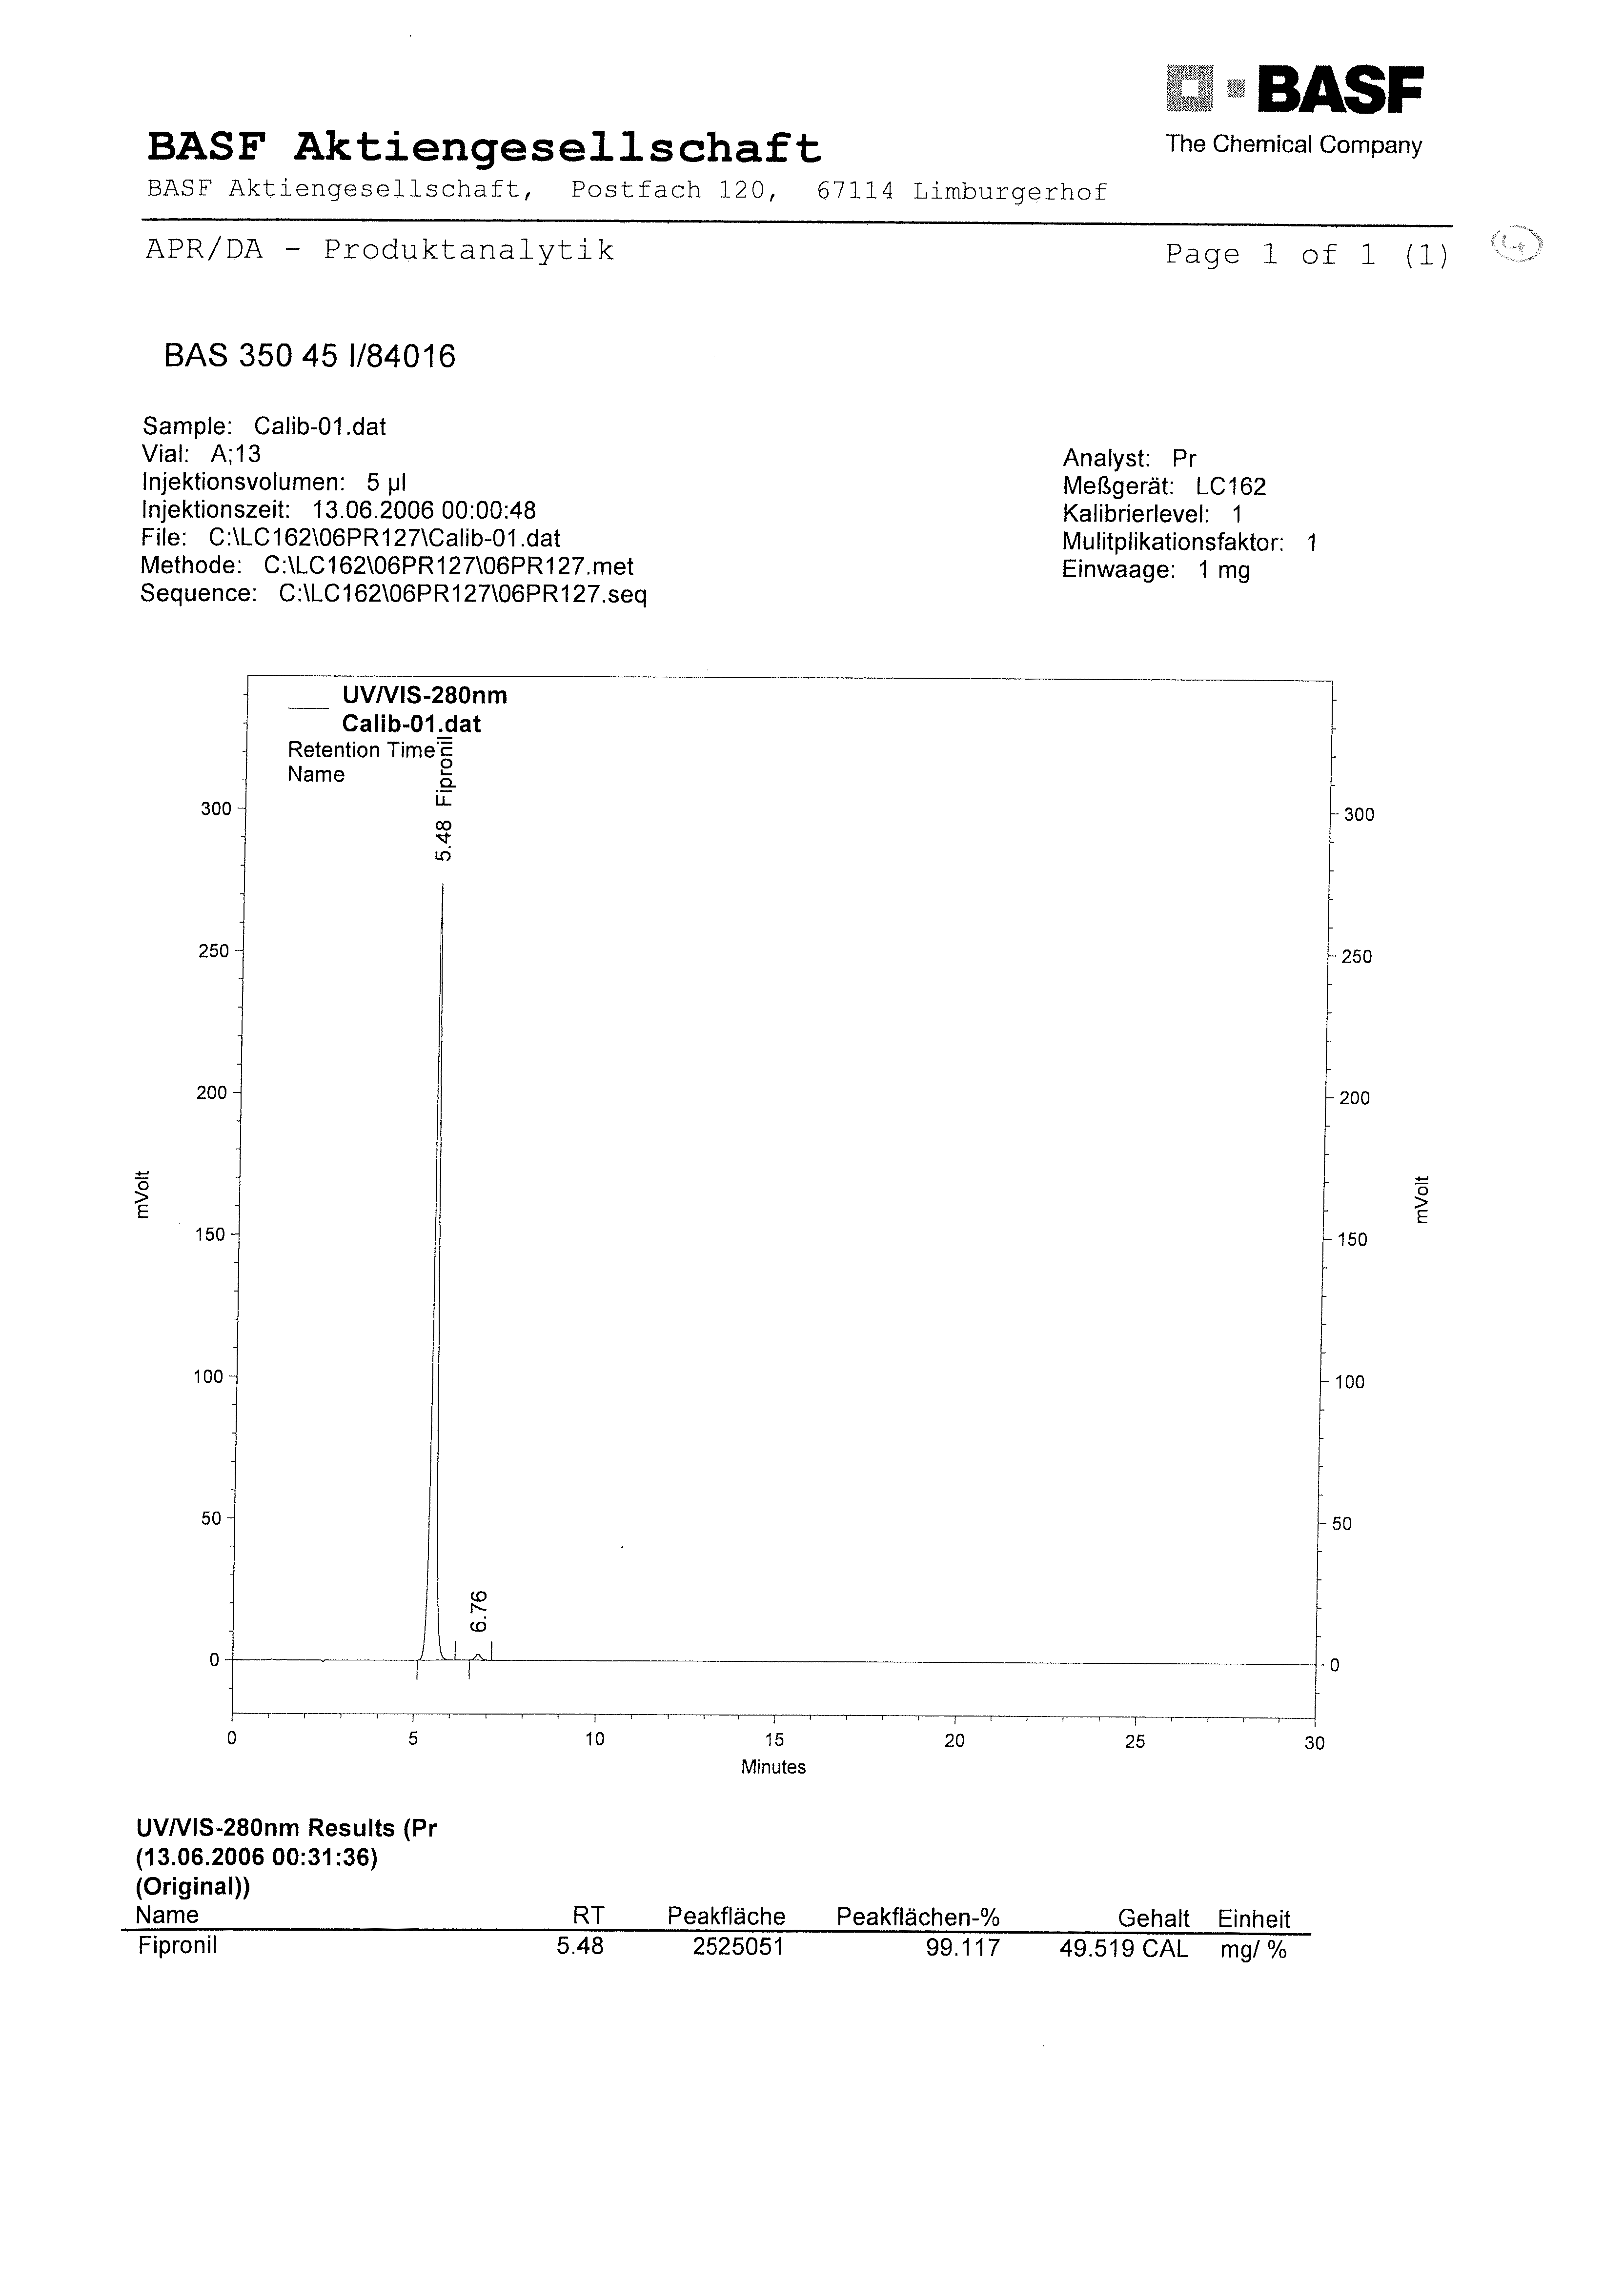 BASF
The Chemical Company
BASF Aktiengesellschaft
BASF Aktiengesellschaft, Postfach 120, 67114 Limburgerhof
APR/DA - Produktanalytik
Page 1 of 1 (1)
4
BAS 350 45 I/84016
Sample: Calib-01.dat
Vial: A;13
Injektionsvolumen: 5 µl
Injektionszeit: 13.06.2006 00:00:48
File: C:\LC162\06PR127\Calib-01.dat
Methode: C:\LC162\06PR127\06PR127.met
Sequence: C:\LC162\06PR127\06PR127.seq
Analyst: Pr
Meßgerät: LC162
Kalibrierlevel: 1
Mulitplikationsfaktor: 1
Einwaage: 1 mg
UV/VIS-280nm
Calib-01.dat
Retention Time
Name
5.48 Fipronil
6.76
300
250
200
150
100
50
0
mVolt
300
250
200
150
100
50
0
mVolt
0 5 10 15 20 25 30
Minutes
UV/VIS-280nm Results (Pr
(13.06.2006 00:31:36)
(Original))
Name RT Peakfläche Peakflächen-% Gehalt Einheit
Fipronil 5.48 2525051 99.117 49.519 CAL mg/ %